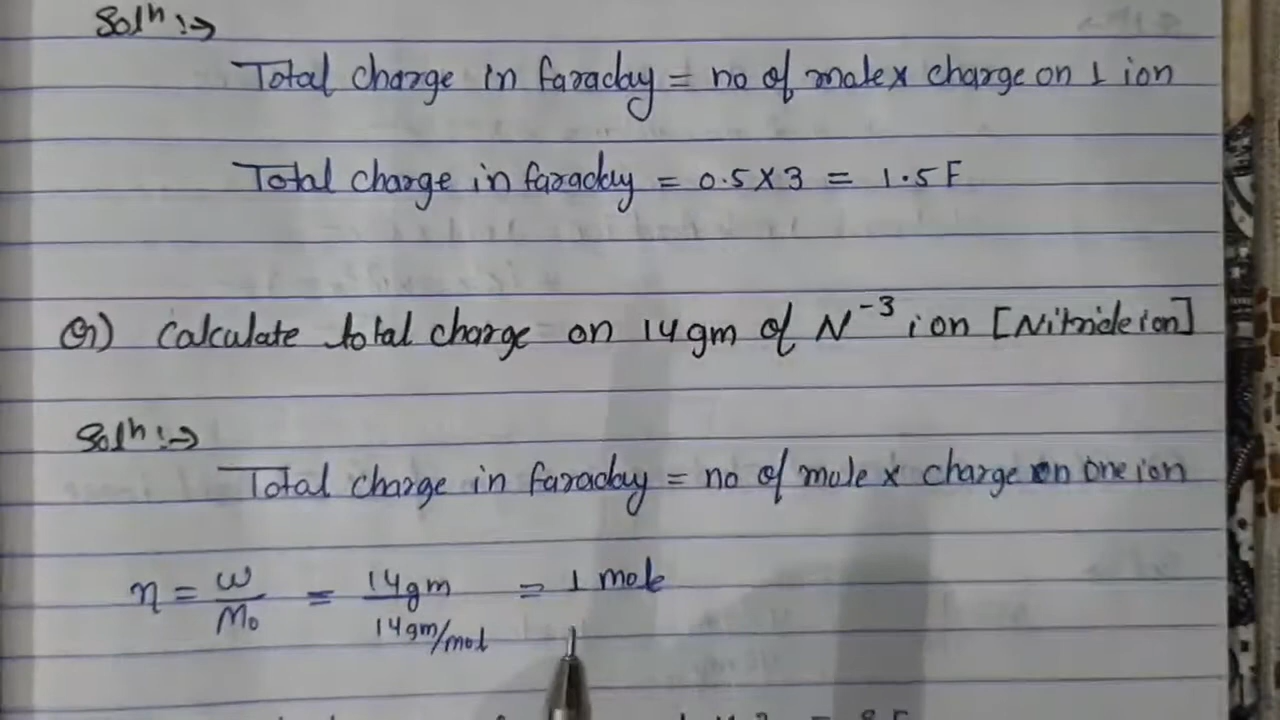 Solⁿ :→
Total charge in faraday = no of mole x charge on 1 ion
Total charge in faraday = 0.5 x 3 = 1.5 F
Q) Calculate total charge on 14 gm of N⁻³ ion [Nitride ion]
Solⁿ :→
Total charge in faraday = no of mole x charge on one ion
n = w/M₀ = 14gm/14 gm/mol = 1 mole